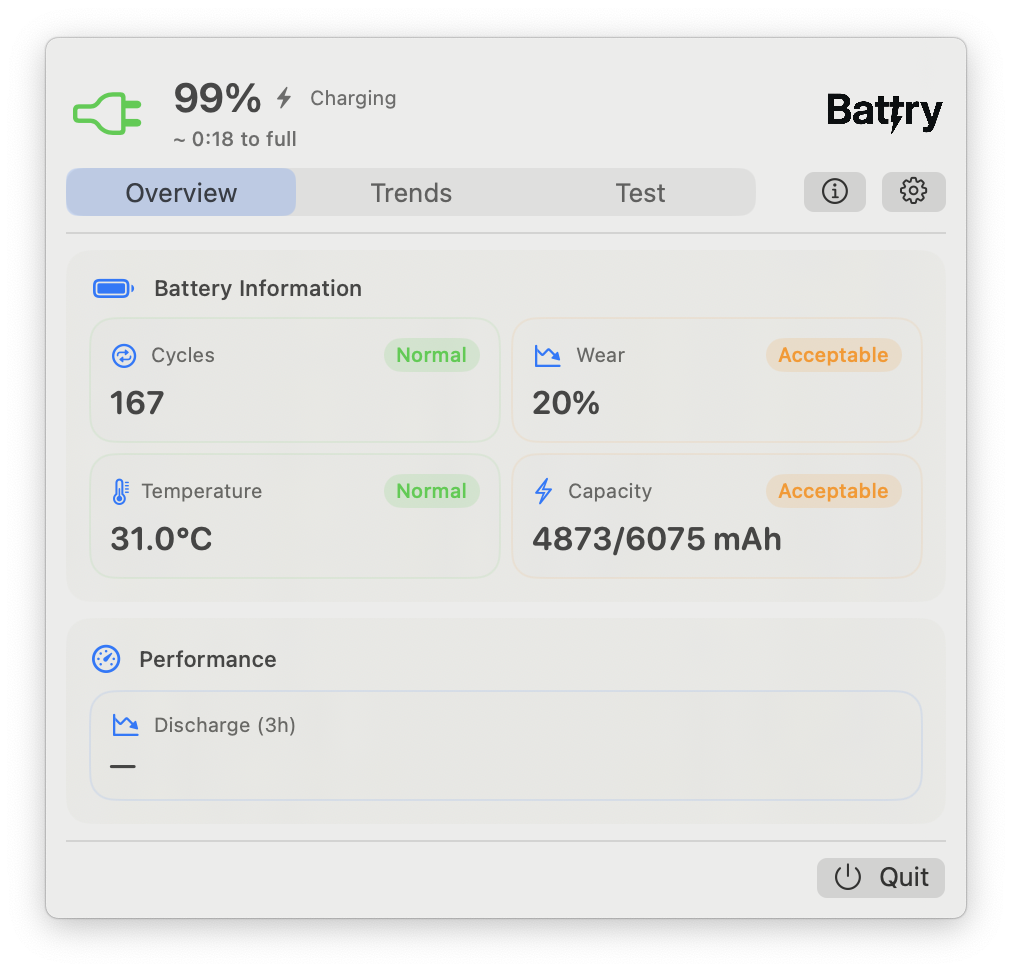 99% Charging
~ 0:18 to full
Battry
Overview Trends Test
Battery Information
Cycles Normal
167
Wear Acceptable
20%
Temperature Normal
31.0°C
Capacity Acceptable
4873/6075 mAh
Performance
Discharge (3h)
—
Quit